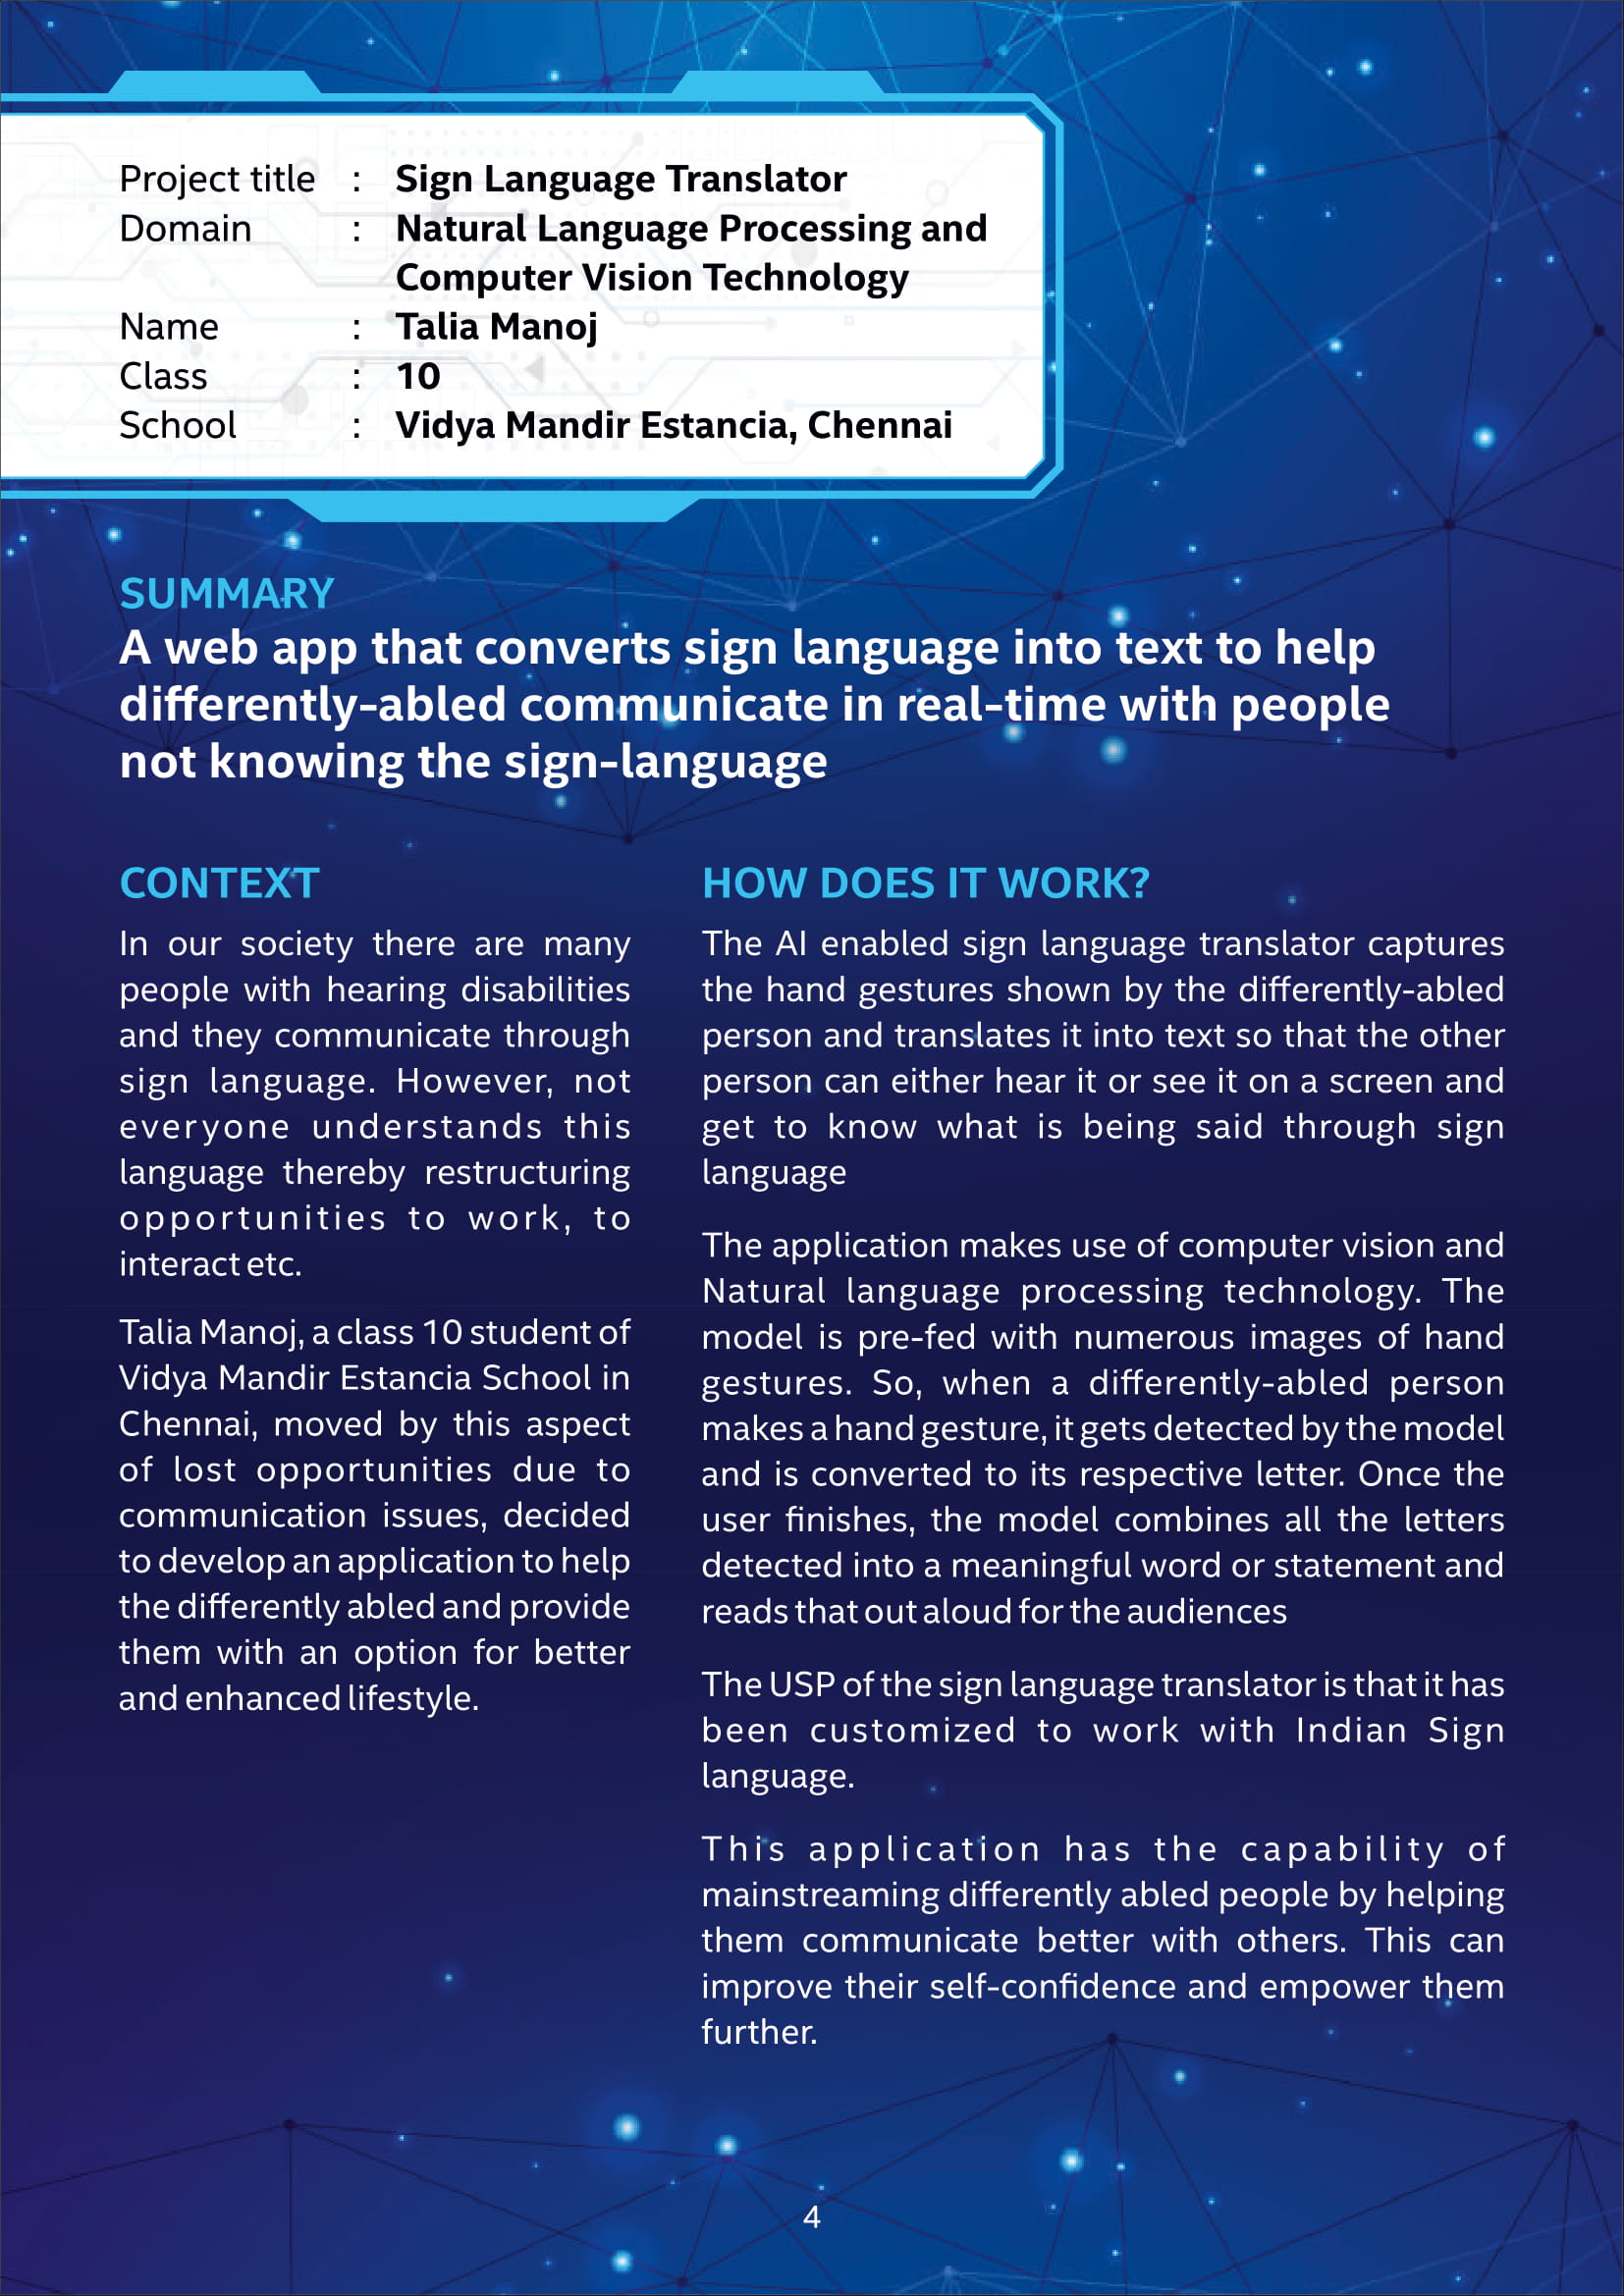 Project title : Sign Language Translator
Domain : Natural Language Processing and
Computer Vision Technology
Name : Talia Manoj
Class : 10
School : Vidya Mandir Estancia, Chennai
SUMMARY
A web app that converts sign language into text to help
differently-abled communicate in real-time with people
not knowing the sign-language
CONTEXT
In our society there are many
people with hearing disabilities
and they communicate through
sign language. However, not
everyone understands this
language thereby restructuring
opportunities to work, to
interact etc.
Talia Manoj, a class 10 student of
Vidya Mandir Estancia School in
Chennai, moved by this aspect
of lost opportunities due to
communication issues, decided
to develop an application to help
the differently abled and provide
them with an option for better
and enhanced lifestyle.
HOW DOES IT WORK?
The AI enabled sign language translator captures
the hand gestures shown by the differently-abled
person and translates it into text so that the other
person can either hear it or see it on a screen and
get to know what is being said through sign
language
The application makes use of computer vision and
Natural language processing technology. The
model is pre-fed with numerous images of hand
gestures. So, when a differently-abled person
makes a hand gesture, it gets detected by the model
and is converted to its respective letter. Once the
user finishes, the model combines all the letters
detected into a meaningful word or statement and
reads that out aloud for the audiences
The USP of the sign language translator is that it has
been customized to work with Indian Sign
language.
This application has the capability of
mainstreaming differently abled people by helping
them communicate better with others. This can
improve their self-confidence and empower them
further.
4